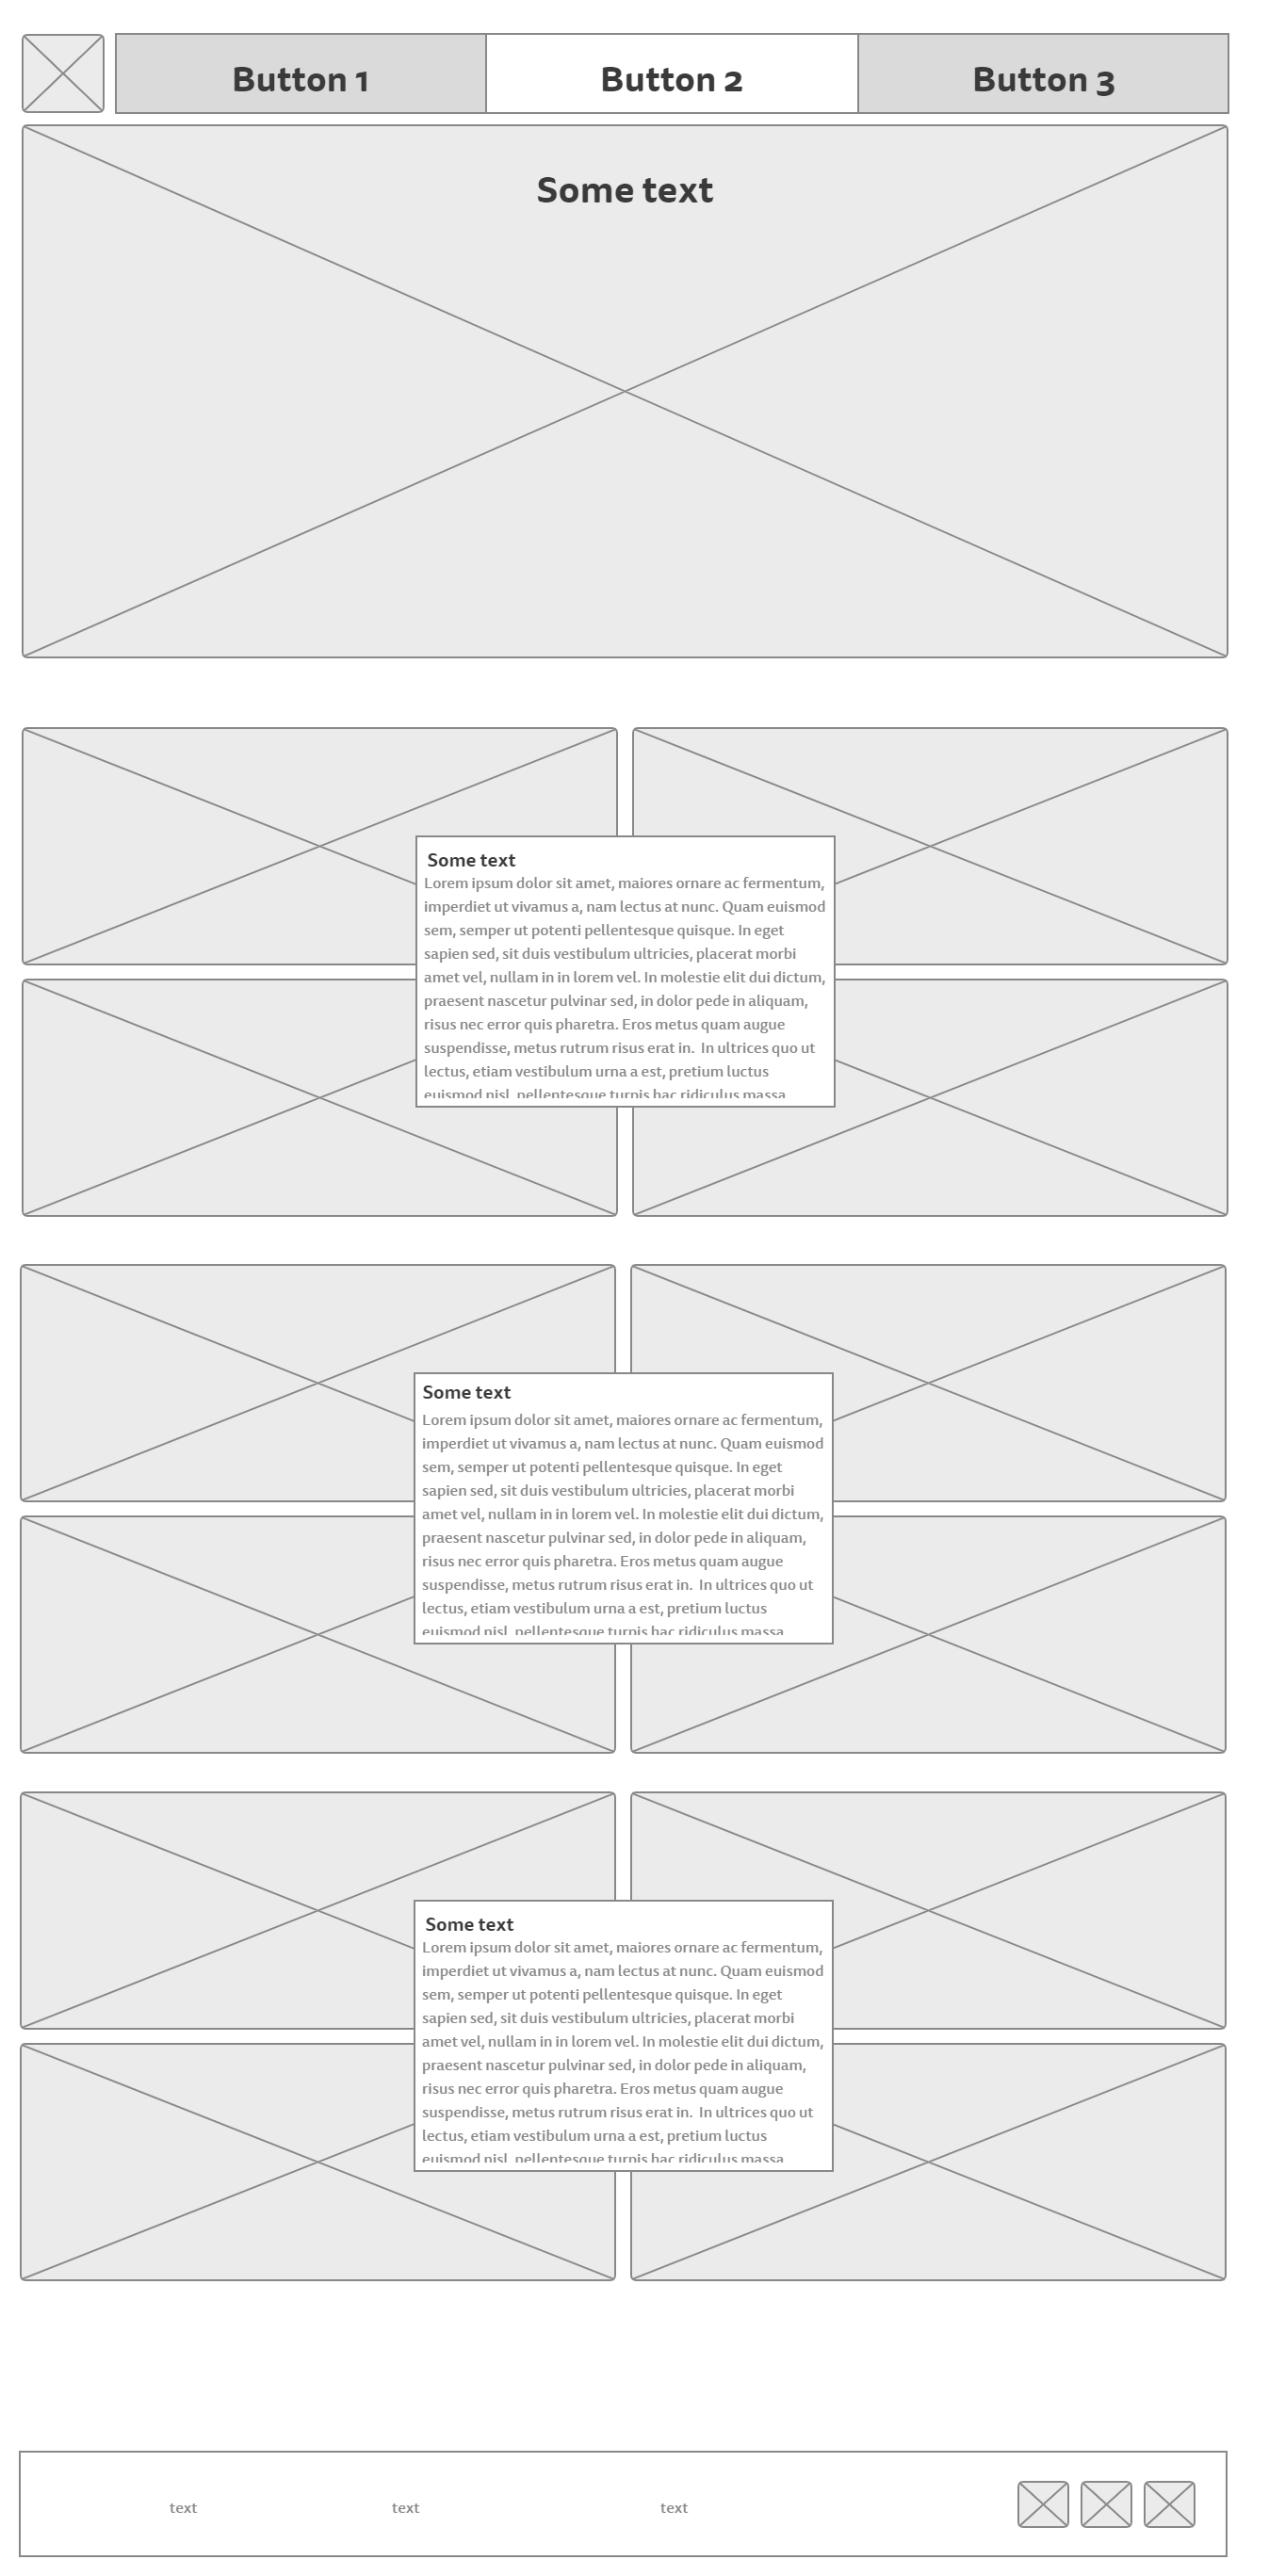 Button 1
Button 2
Button 3
Some text
Some text
Lorem ipsum dolor sit amet, maiores ornare ac fermentum,
imperdiet ut vivamus a, nam lectus at nunc. Quam euismod
sem, semper ut potenti pellentesque quisque. In eget
sapien sed, sit duis vestibulum ultricies, placerat morbi
amet vel, nullam in in lorem vel. In molestie elit dui dictum,
praesent nascetur pulvinar sed, in dolor pede in aliquam,
risus nec error quis pharetra. Eros metus quam augue
suspendisse, metus rutrum risus erat in.  In ultrices quo ut
lectus, etiam vestibulum urna a est, pretium luctus
euismod nisl, pellentesque turpis hac ridiculus massa.
Some text
Lorem ipsum dolor sit amet, maiores ornare ac fermentum,
imperdiet ut vivamus a, nam lectus at nunc. Quam euismod
sem, semper ut potenti pellentesque quisque. In eget
sapien sed, sit duis vestibulum ultricies, placerat morbi
amet vel, nullam in in lorem vel. In molestie elit dui dictum,
praesent nascetur pulvinar sed, in dolor pede in aliquam,
risus nec error quis pharetra. Eros metus quam augue
suspendisse, metus rutrum risus erat in.  In ultrices quo ut
lectus, etiam vestibulum urna a est, pretium luctus
euismod nisl, pellentesque turpis hac ridiculus massa.
Some text
Lorem ipsum dolor sit amet, maiores ornare ac fermentum,
imperdiet ut vivamus a, nam lectus at nunc. Quam euismod
sem, semper ut potenti pellentesque quisque. In eget
sapien sed, sit duis vestibulum ultricies, placerat morbi
amet vel, nullam in in lorem vel. In molestie elit dui dictum,
praesent nascetur pulvinar sed, in dolor pede in aliquam,
risus nec error quis pharetra. Eros metus quam augue
suspendisse, metus rutrum risus erat in.  In ultrices quo ut
lectus, etiam vestibulum urna a est, pretium luctus
euismod nisl, pellentesque turpis hac ridiculus massa.
text
text
text